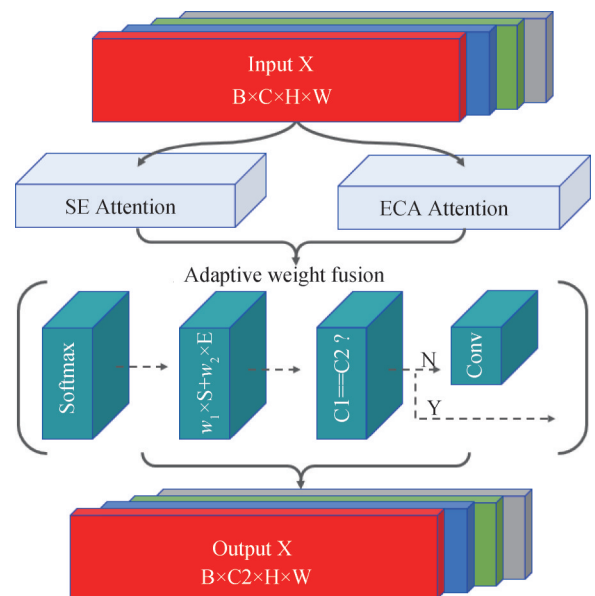 Input X
B×C×H×W
SE Attention
ECA Attention
Adaptive weight fusion
Softmax
w₁×S+w₂×E
C1==C2 ?
N
Conv
Y
Output X
B×C2×H×W